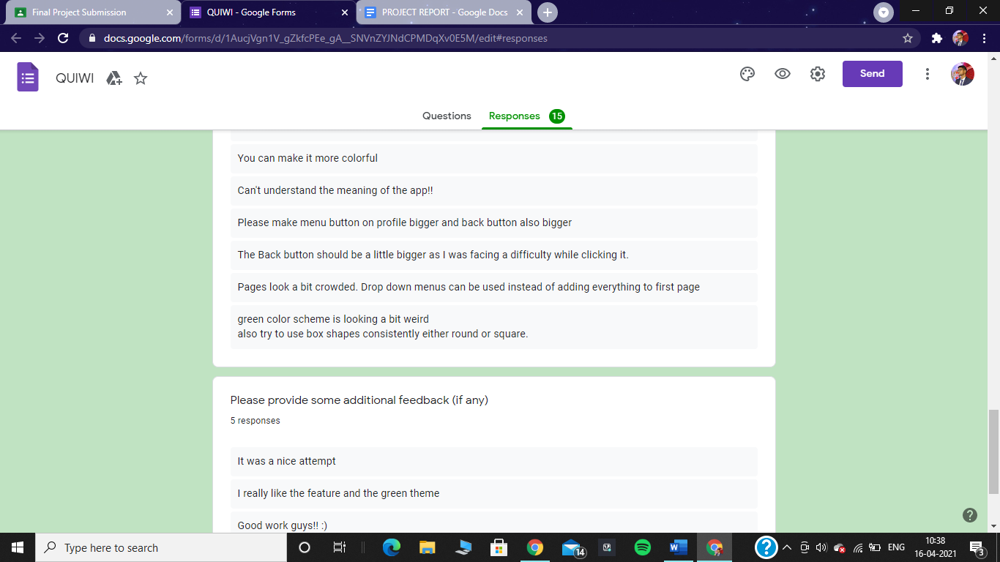 Final Project Submission
QUIWI - Google Forms
PROJECT REPORT - Google Docs
docs.google.com/forms/d/1AucjVgn1V_gZkfcPEe_gA__SNVnZYJNdCPMDqXv0E5M/edit#responses
QUIWI
Send
Questions
Responses 15
You can make it more colorful
Can't understand the meaning of the app!!
Please make menu button on profile bigger and back button also bigger
The Back button should be a little bigger as I was facing a difficulty while clicking it.
Pages look a bit crowded. Drop down menus can be used instead of adding everything to first page
green color scheme is looking a bit weird
also try to use box shapes consistently either round or square.
Please provide some additional feedback (if any)
5 responses
It was a nice attempt
I really like the feature and the green theme
Good work guys!! :)
Type here to search
14
ENG
10:38
16-04-2021
3